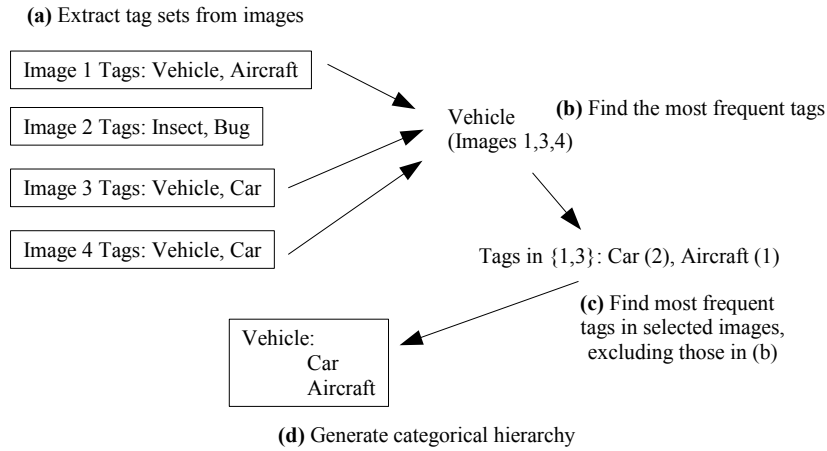 (a) Extract tag sets from images
Image 1 Tags: Vehicle, Aircraft
Image 2 Tags: Insect, Bug
Image 3 Tags: Vehicle, Car
Image 4 Tags: Vehicle, Car
Vehicle
(Images 1,3,4)
(b) Find the most frequent tags
Tags in {1,3}: Car (2), Aircraft (1)
(c) Find most frequent
tags in selected images,
excluding those in (b)
Vehicle:
Car
Aircraft
(d) Generate categorical hierarchy